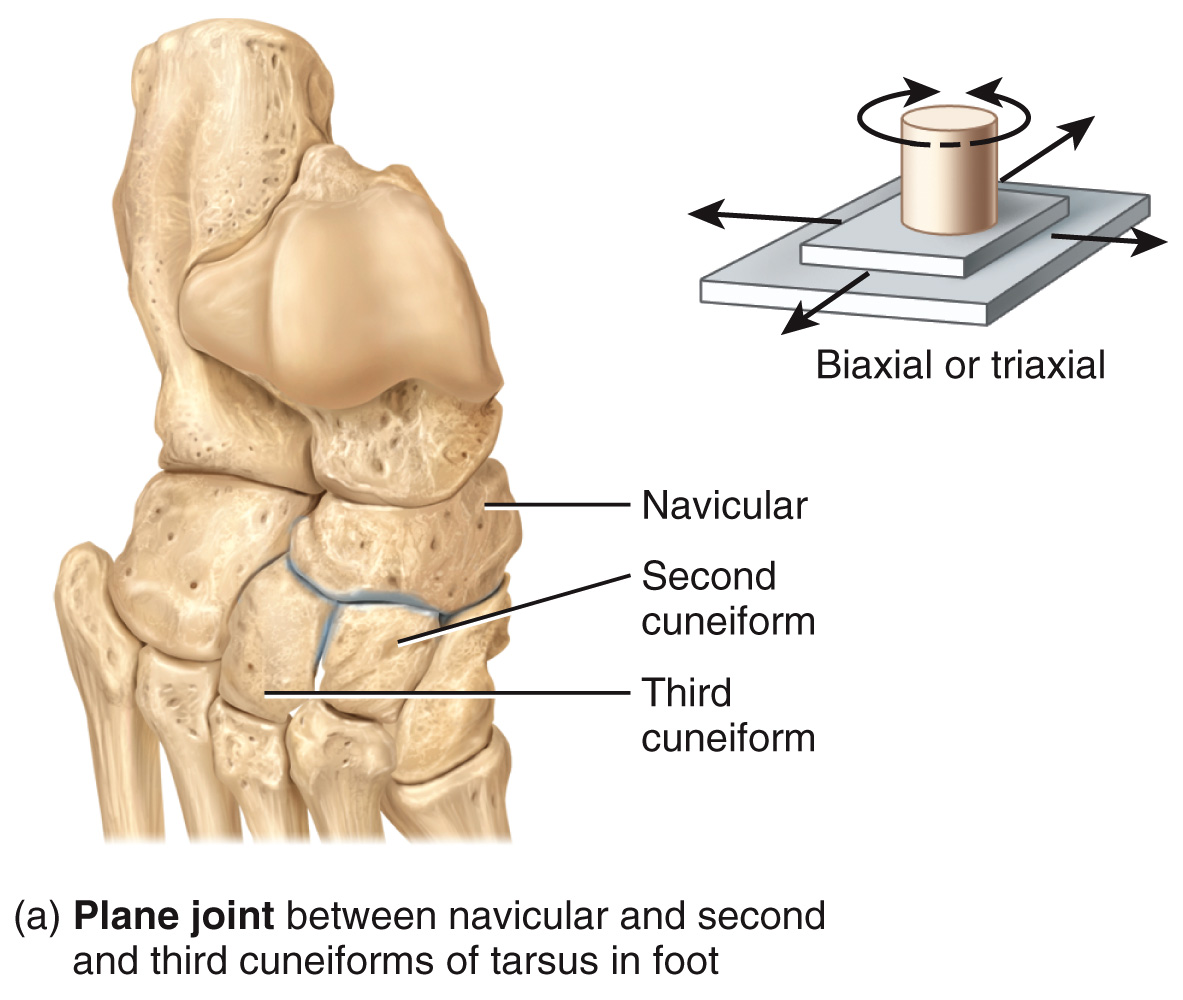 Biaxial or triaxial
Navicular
Second
cuneiform
Third
cuneiform
(a) Plane joint between navicular and second
and third cuneiforms of tarsus in foot